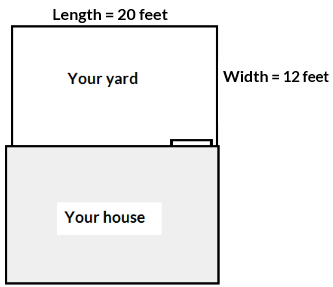 Length = 20 feet
Your yard
Width = 12 feet
Your house